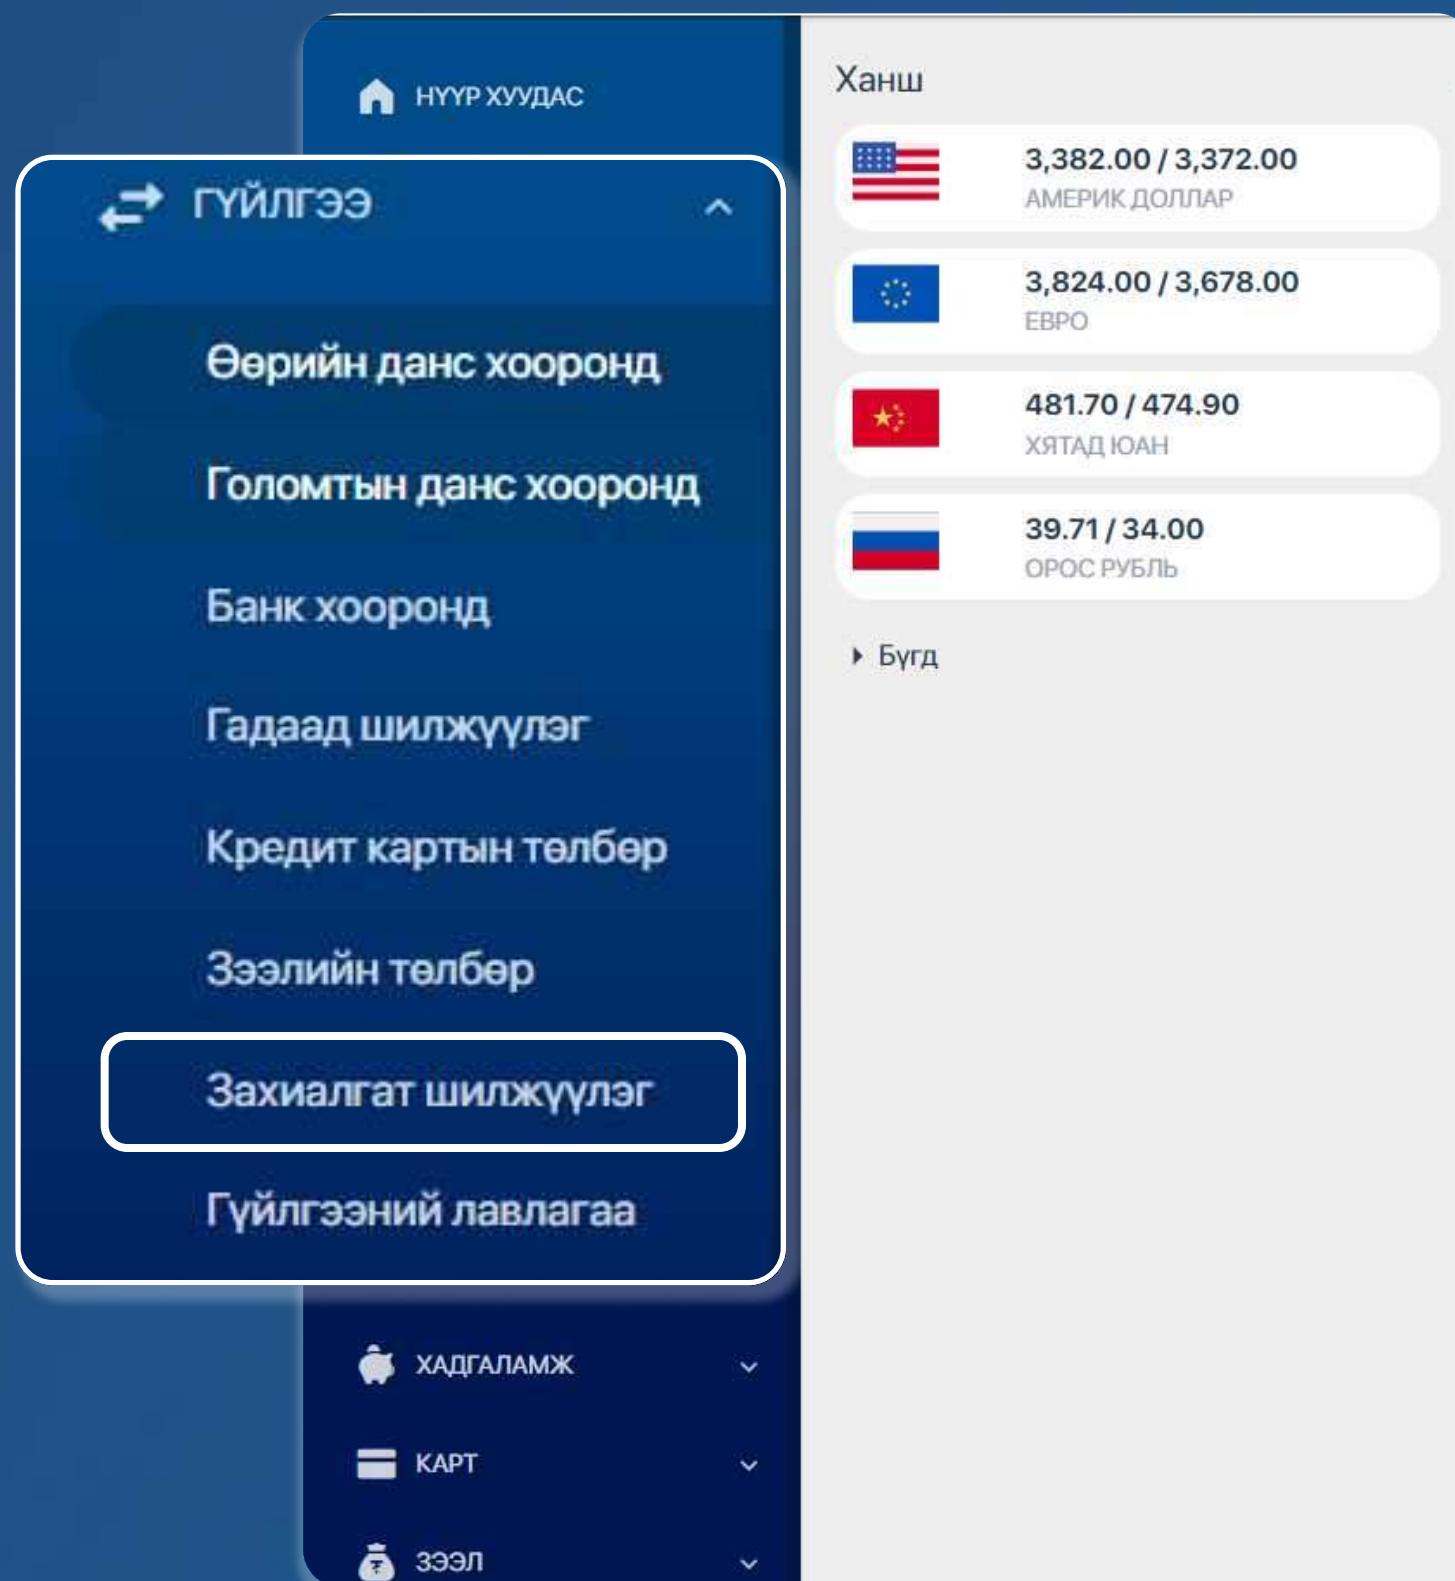 НҮҮР ХУУДАС
ГҮЙЛГЭЭ
Өөрийн данс хооронд
Голомтын данс хооронд
Банк хооронд
Гадаад шилжүүлэг
Кредит картын төлбөр
Зээлийн төлбөр
Захиалгат шилжүүлэг
Гүйлгээний лавлагаа
ХАДГАЛАМЖ
КАРТ
ЗЭЭЛ
Ханш
3,382.00 / 3,372.00
АМЕРИК ДОЛЛАР
3,824.00 / 3,678.00
ЕВРО
481.70 / 474.90
ХЯТАД ЮАН
39.71 / 34.00
ОРОС РУБЛЬ
Бүгд